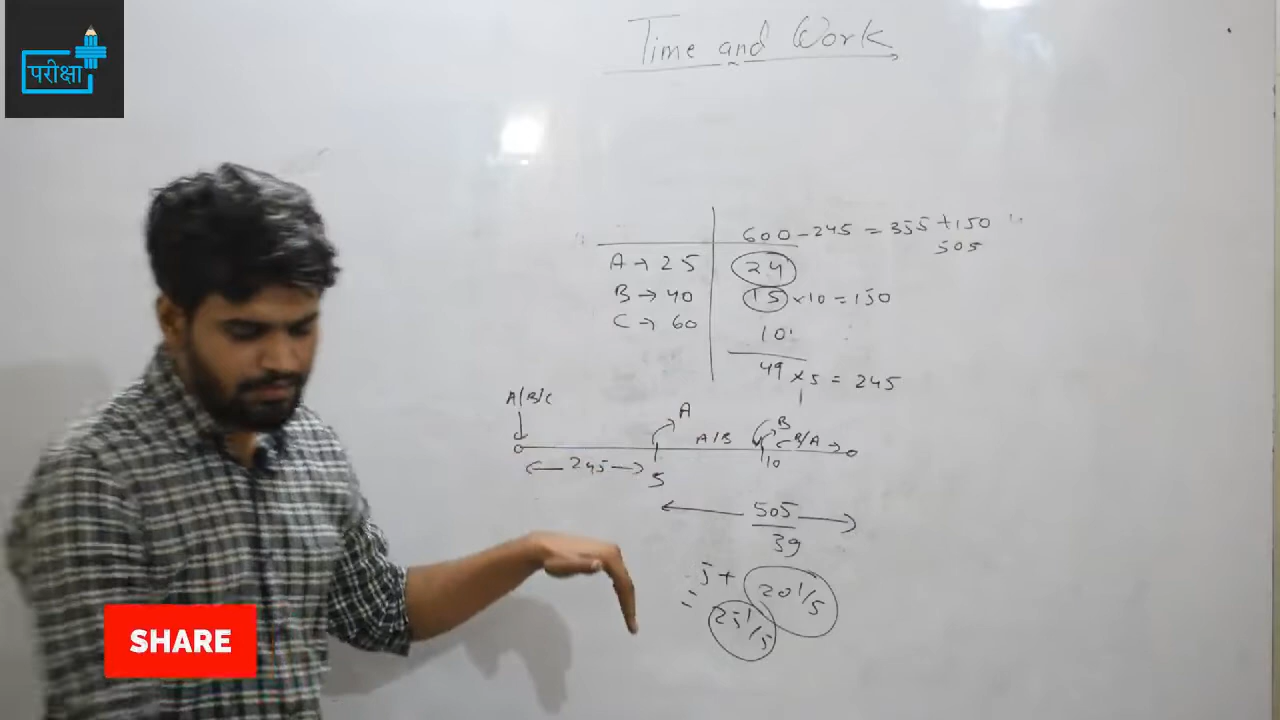 परीक्षा
Time and Work
600 - 245 = 355 + 150
505
A → 25
24
B → 40
15 × 10 = 150
C → 60
10
49 × 5 = 245
A/B/C
A
A/B
B
B/A →
245
5
10
505
39
= 5 + 20 1/5
25 1/5
SHARE